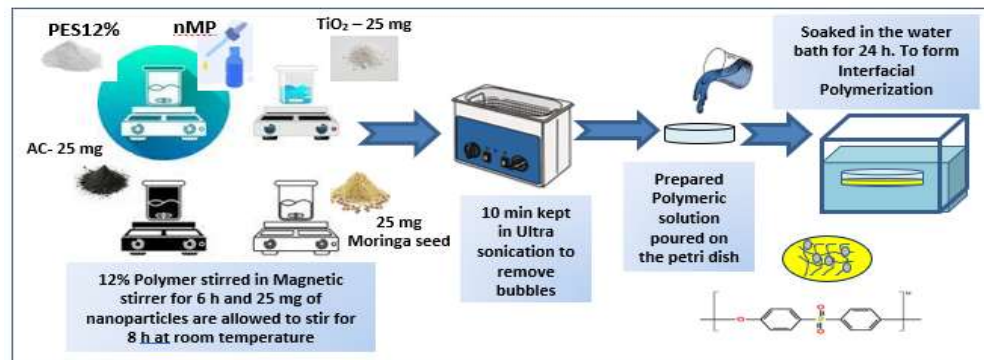 PES12%
nMP
TiO₂ – 25 mg
AC- 25 mg
25 mg
Moringa seed
12% Polymer stirred in Magnetic
stirrer for 6 h and 25 mg of
nanoparticles are allowed to stir for
8 h at room temperature
10 min kept
in Ultra
sonication to
remove
bubbles
Prepared
Polymeric
solution
poured on
the petri dish
Soaked in the water
bath for 24 h. To form
Interfacial
Polymerization
O
S
O
O